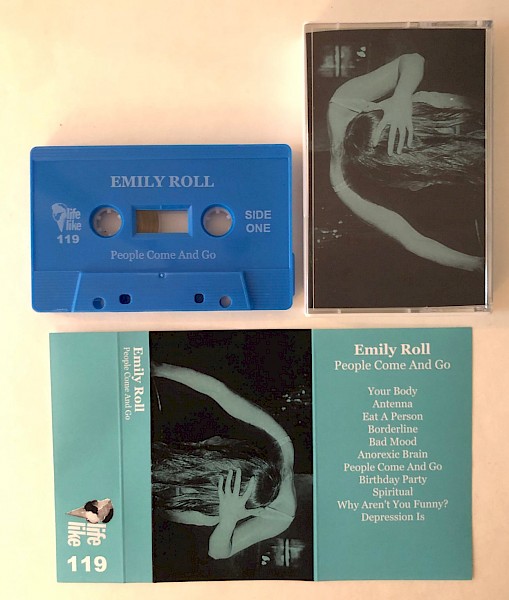 EMILY ROLL
life
like
119
SIDE
ONE
People Come And Go
Emily Roll
People Come And Go
life
like
119
Emily Roll
People Come And Go
Your Body
Antenna
Eat A Person
Borderline
Bad Mood
Anorexic Brain
People Come And Go
Birthday Party
Spiritual
Why Aren't You Funny?
Depression Is